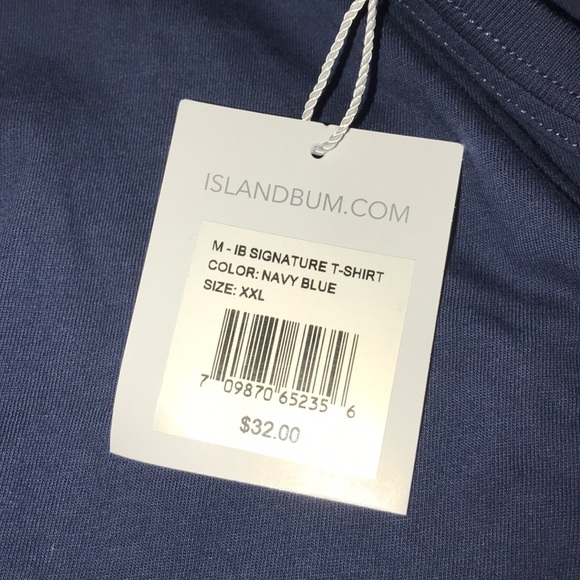 ISLANDBUM.COM
M - IB SIGNATURE T-SHIRT
COLOR: NAVY BLUE
SIZE: XXL
7 09870 65235 6
$32.00